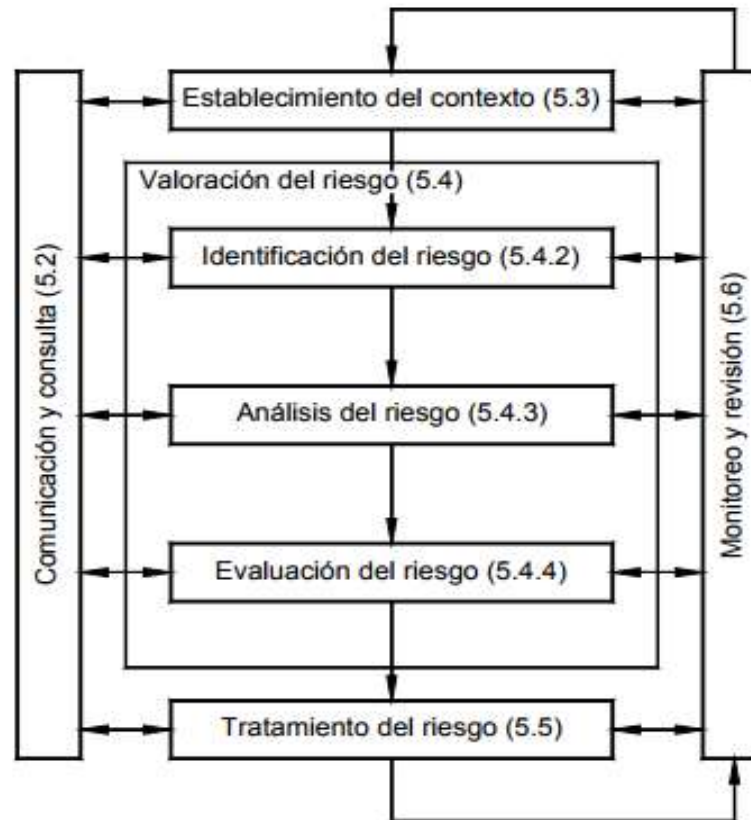 Establecimiento del contexto (5.3)
Valoración del riesgo (5.4)
Identificación del riesgo (5.4.2)
Análisis del riesgo (5.4.3)
Evaluación del riesgo (5.4.4)
Tratamiento del riesgo (5.5)
Comunicación y consulta (5.2)
Monitoreo y revisión (5.6)